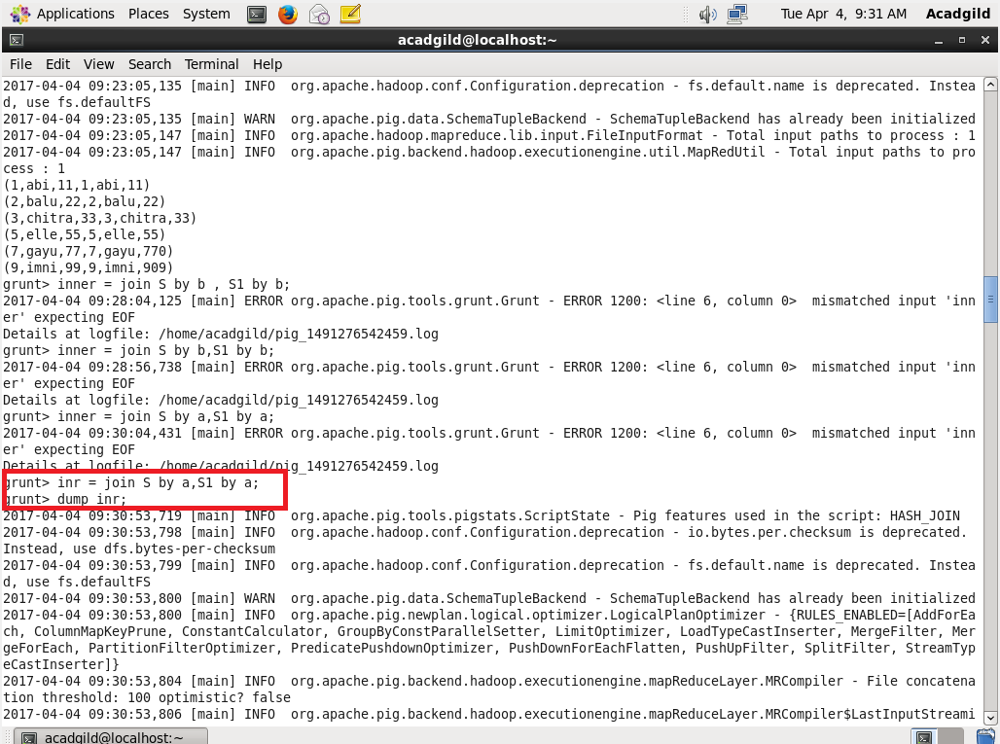 Applications Places System Tue Apr 4, 9:31 AM Acadgild
acadgild@localhost:~
File Edit View Search Terminal Help
2017-04-04 09:23:05,135 [main] INFO  org.apache.hadoop.conf.Configuration.deprecation - fs.default.name is deprecated. Instea
d, use fs.defaultFS
2017-04-04 09:23:05,135 [main] WARN  org.apache.pig.data.SchemaTupleBackend - SchemaTupleBackend has already been initialized
2017-04-04 09:23:05,147 [main] INFO  org.apache.hadoop.mapreduce.lib.input.FileInputFormat - Total input paths to process : 1
2017-04-04 09:23:05,147 [main] INFO  org.apache.pig.backend.hadoop.executionengine.util.MapRedUtil - Total input paths to pro
cess : 1
(1,abi,11,1,abi,11)
(2,balu,22,2,balu,22)
(3,chitra,33,3,chitra,33)
(5,elle,55,5,elle,55)
(7,gayu,77,7,gayu,770)
(9,imni,99,9,imni,909)
grunt> inner = join S by b , S1 by b;
2017-04-04 09:28:04,125 [main] ERROR org.apache.pig.tools.grunt.Grunt - ERROR 1200: <line 6, column 0>  mismatched input 'inn
er' expecting EOF
Details at logfile: /home/acadgild/pig_1491276542459.log
grunt> inner = join S by b,S1 by b;
2017-04-04 09:28:56,738 [main] ERROR org.apache.pig.tools.grunt.Grunt - ERROR 1200: <line 6, column 0>  mismatched input 'inn
er' expecting EOF
Details at logfile: /home/acadgild/pig_1491276542459.log
grunt> inner = join S by a,S1 by a;
2017-04-04 09:30:04,431 [main] ERROR org.apache.pig.tools.grunt.Grunt - ERROR 1200: <line 6, column 0>  mismatched input 'inn
er' expecting EOF
Details at logfile: /home/acadgild/pig_1491276542459.log
grunt> inr = join S by a,S1 by a;
grunt> dump inr;
2017-04-04 09:30:53,719 [main] INFO  org.apache.pig.tools.pigstats.ScriptState - Pig features used in the script: HASH_JOIN
2017-04-04 09:30:53,798 [main] INFO  org.apache.hadoop.conf.Configuration.deprecation - io.bytes.per.checksum is deprecated.
Instead, use dfs.bytes-per-checksum
2017-04-04 09:30:53,799 [main] INFO  org.apache.hadoop.conf.Configuration.deprecation - fs.default.name is deprecated. Instea
d, use fs.defaultFS
2017-04-04 09:30:53,800 [main] WARN  org.apache.pig.data.SchemaTupleBackend - SchemaTupleBackend has already been initialized
2017-04-04 09:30:53,800 [main] INFO  org.apache.pig.newplan.logical.optimizer.LogicalPlanOptimizer - {RULES_ENABLED=[AddForEa
ch, ColumnMapKeyPrune, ConstantCalculator, GroupByConstParallelSetter, LimitOptimizer, LoadTypeCastInserter, MergeFilter, Mer
geForEach, PartitionFilterOptimizer, PredicatePushdownOptimizer, PushDownForEachFlatten, PushUpFilter, SplitFilter, StreamTyp
eCastInserter]}
2017-04-04 09:30:53,804 [main] INFO  org.apache.pig.backend.hadoop.executionengine.mapReduceLayer.MRCompiler - File concatena
tion threshold: 100 optimistic? false
2017-04-04 09:30:53,806 [main] INFO  org.apache.pig.backend.hadoop.executionengine.mapReduceLayer.MRCompiler$LastInputStreami
acadgild@localhost:~